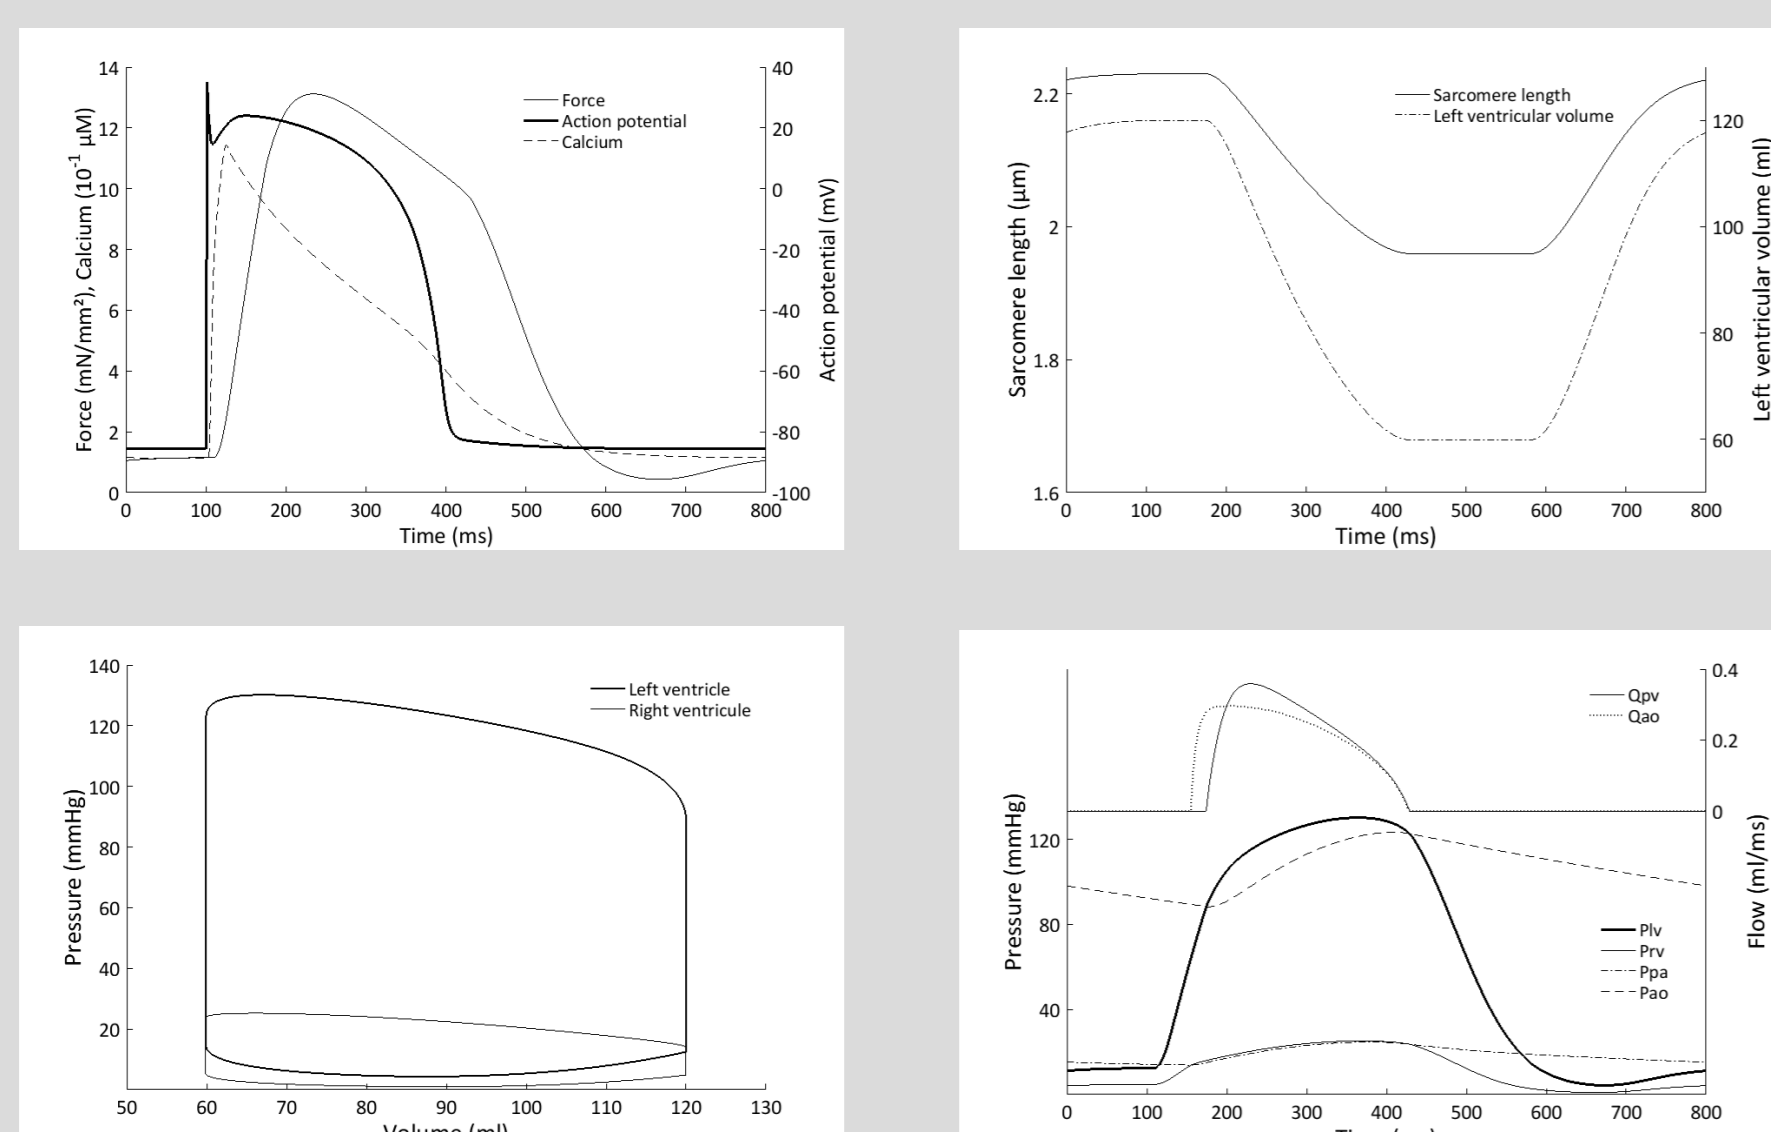 14
12
10
8
6
4
2
0
Force (mN/mm²), Calcium (10⁻¹ µM)
Force
Action potential
Calcium
40
20
0
-20
-40
-60
-80
-100
Action potential (mV)
0 100 200 300 400 500 600 700 800
Time (ms)
2.2
2
1.8
1.6
Sarcomere length (µm)
Sarcomere length
Left ventricular volume
120
100
80
60
Left ventricular volume (ml)
0 100 200 300 400 500 600 700 800
Time (ms)
140
120
100
80
60
40
20
Pressure (mmHg)
Left ventricle
Right ventricule
50 60 70 80 90 100 110 120 130
Volume (ml)
120
80
40
Pressure (mmHg)
Qpv
Qao
0.4
0.2
0
Flow (ml/ms)
Plv
Prv
Ppa
Pao
0 100 200 300 400 500 600 700 800
Time (ms)